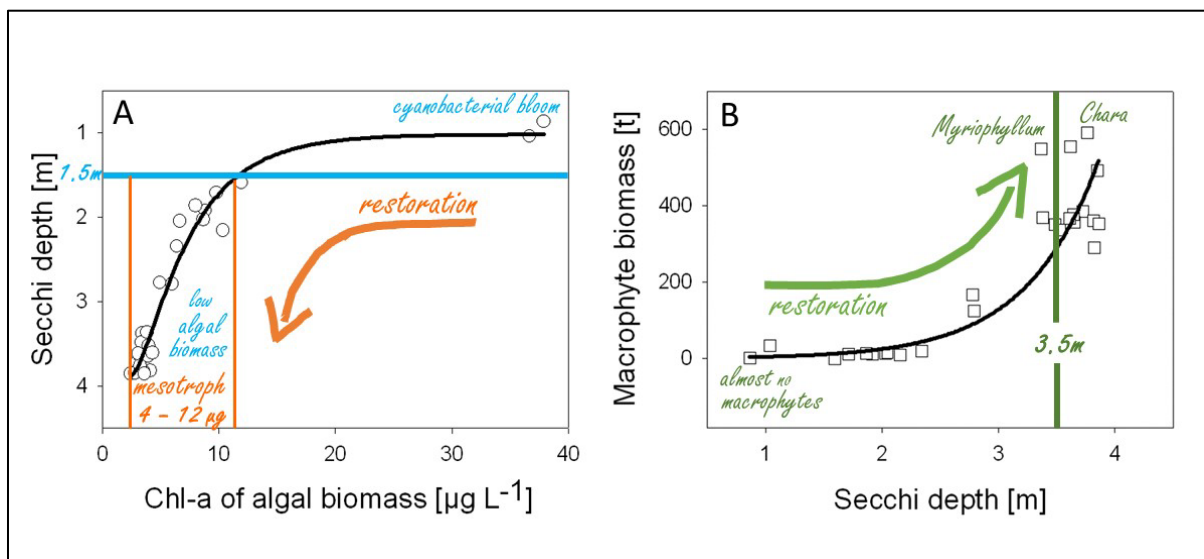 A
cyanobacterial bloom
1
1.5m
2
restoration
3
low
algal
biomass
mesotroph
4 – 12 µg
4
Secchi depth [m]
0 10 20 30 40
Chl-a of algal biomass [µg L-1]
B
Chara
Myriophyllum
600
400
200
restoration
0
3.5m
almost no
macrophytes
Macrophyte biomass [t]
1 2 3 4
Secchi depth [m]